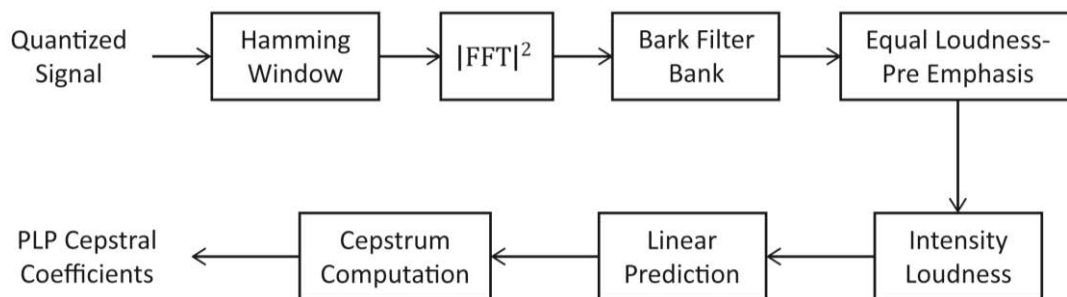 Quantized
Signal
Hamming
Window
|FFT|²
Bark Filter
Bank
Equal Loudness-
Pre Emphasis
Intensity
Loudness
Linear
Prediction
Cepstrum
Computation
PLP Cepstral
Coefficients